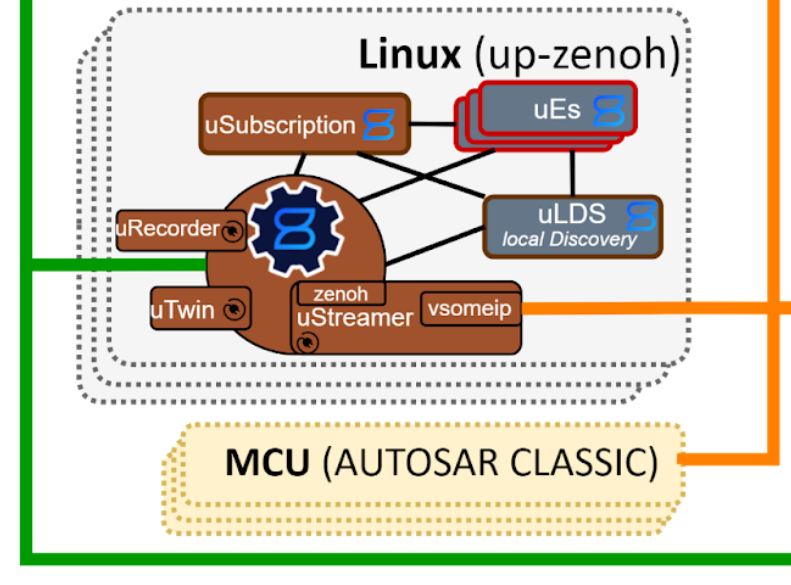 Linux (up-zenoh)
uSubscription
uEs
uRecorder
uLDS
local Discovery
uTwin
zenoh
uStreamer
vsomeip
MCU (AUTOSAR CLASSIC)